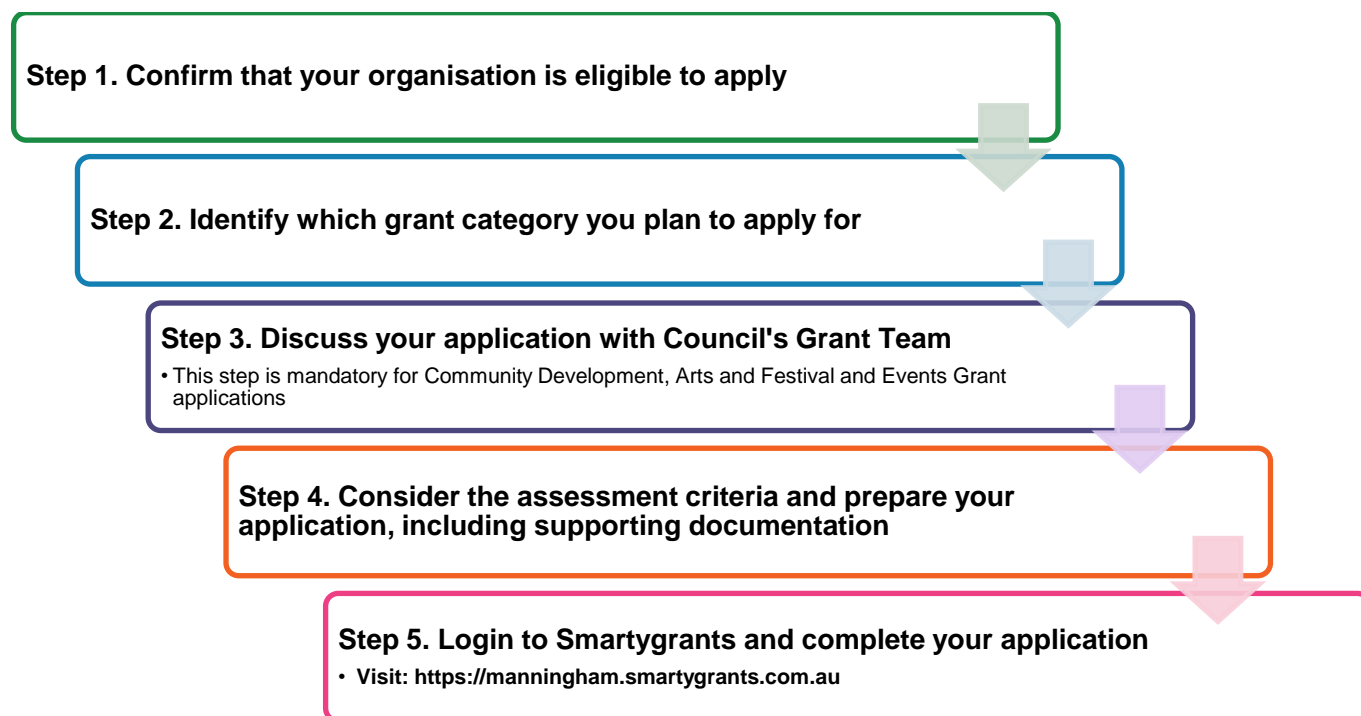 Step 1. Confirm that your organisation is eligible to apply
Step 2. Identify which grant category you plan to apply for
Step 3. Discuss your application with Council's Grant Team
• This step is mandatory for Community Development, Arts and Festival and Events Grant
applications
Step 4. Consider the assessment criteria and prepare your
application, including supporting documentation
Step 5. Login to Smartygrants and complete your application
• Visit: https://manningham.smartygrants.com.au